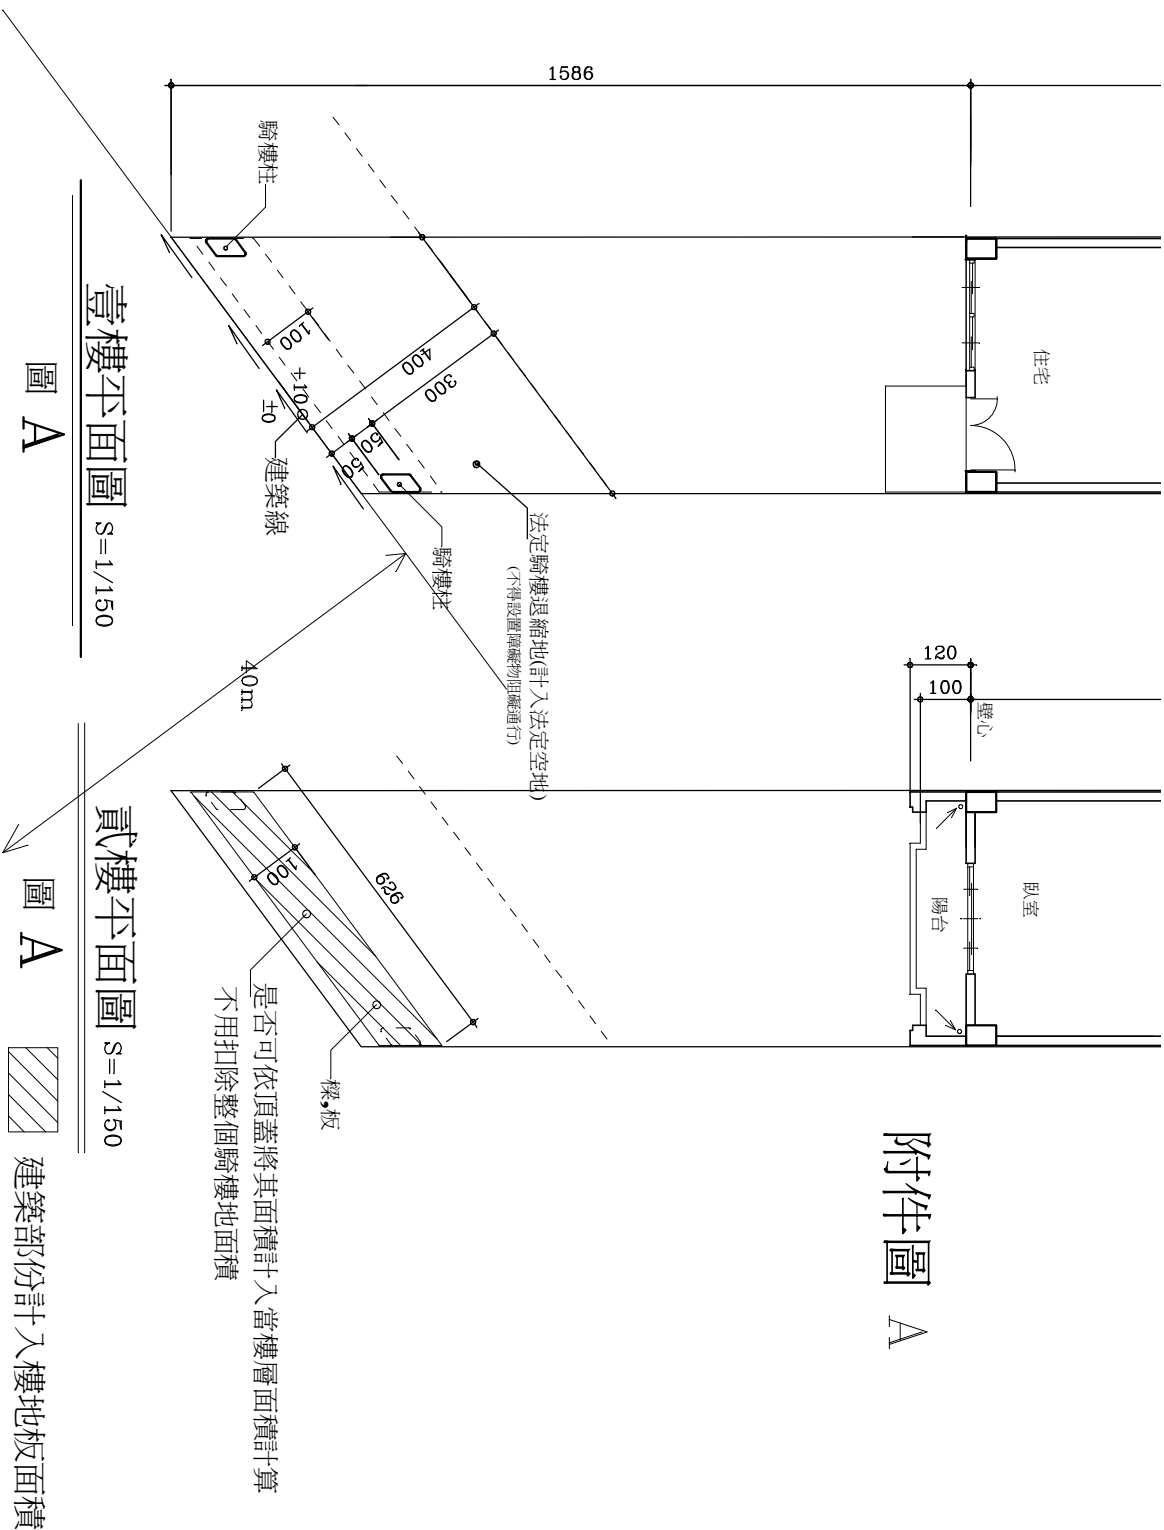 1586
騎樓柱
100
400
300
±10
±0
50
50
建築線
騎樓柱
法定騎樓退縮地(計入法定空地)
(不得設置障礙物阻礙通行)
住宅
壹樓平面圖 S=1/150
圖 A
40m
120
100
壁心
臥室
陽台
626
100
樑,板
是否可依頂蓋將其面積計入當樓層面積計算
不用扣除整個騎樓地面積
貳樓平面圖 S=1/150
圖 A
建築部份計入樓地板面積
附件圖 A